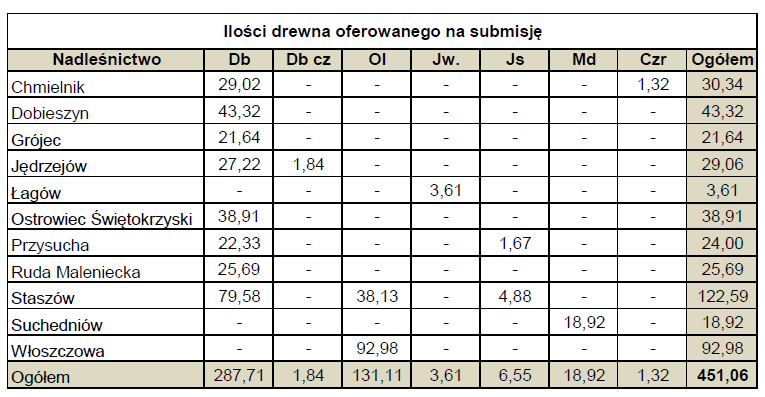 Ilości drewna oferowanego na submisję
Nadleśnictwo Db Db cz Ol Jw. Js Md Czr Ogółem
Chmielnik 29,02 - - - - - 1,32 30,34
Dobieszyn 43,32 - - - - - - 43,32
Grójec 21,64 - - - - - - 21,64
Jędrzejów 27,22 1,84 - - - - - 29,06
Łagów - - - 3,61 - - - 3,61
Ostrowiec Świętokrzyski 38,91 - - - - - - 38,91
Przysucha 22,33 - - - 1,67 - - 24,00
Ruda Maleniecka 25,69 - - - - - - 25,69
Staszów 79,58 - 38,13 - 4,88 - - 122,59
Suchedniów - - - - - 18,92 - 18,92
Włoszczowa - - 92,98 - - - - 92,98
Ogółem 287,71 1,84 131,11 3,61 6,55 18,92 1,32 451,06